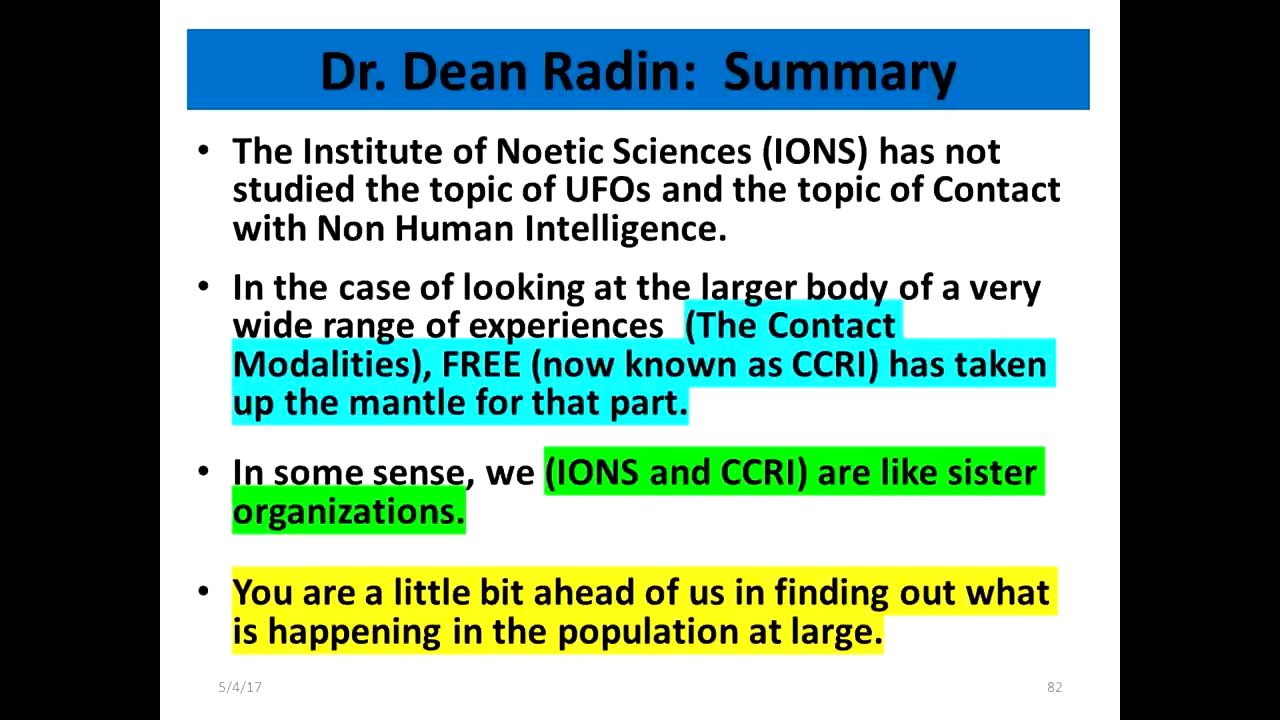 Dr. Dean Radin:  Summary
• The Institute of Noetic Sciences (IONS) has not
studied the topic of UFOs and the topic of Contact
with Non Human Intelligence.
• In the case of looking at the larger body of a very
wide range of experiences  (The Contact
Modalities), FREE (now known as CCRI) has taken
up the mantle for that part.
• In some sense, we (IONS and CCRI) are like sister
organizations.
• You are a little bit ahead of us in finding out what
is happening in the population at large.
5/4/17 82